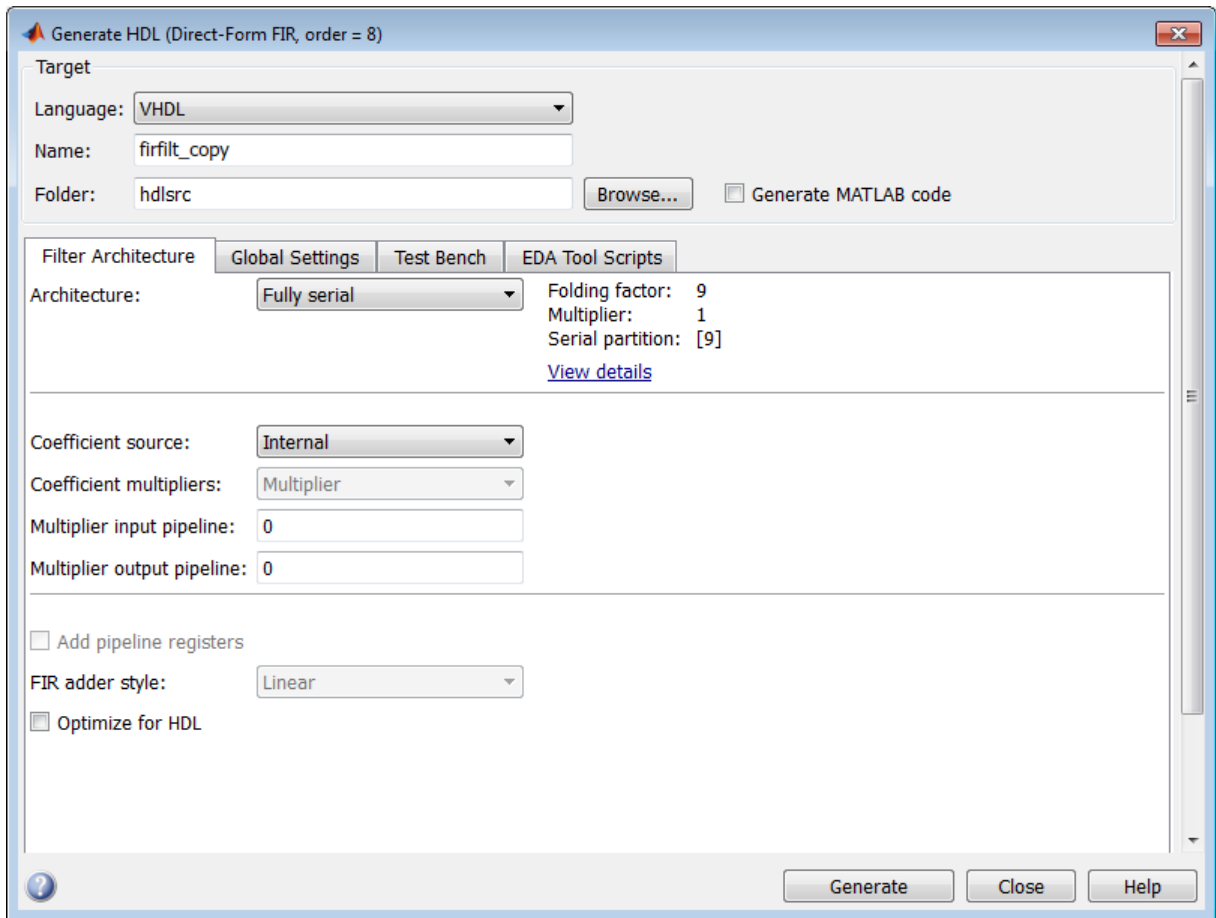 Generate HDL (Direct-Form FIR, order = 8)
Target
Language: VHDL
Name: firfilt_copy
Folder: hdlsrc Browse... Generate MATLAB code
Filter Architecture Global Settings Test Bench EDA Tool Scripts
Architecture: Fully serial Folding factor: 9
Multiplier: 1
Serial partition: [9]
View details
Coefficient source: Internal
Coefficient multipliers: Multiplier
Multiplier input pipeline: 0
Multiplier output pipeline: 0
Add pipeline registers
FIR adder style: Linear
Optimize for HDL
? Generate Close Help